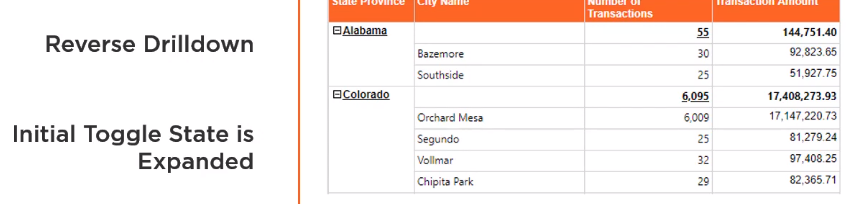 Reverse Drilldown
Initial Toggle State is
Expanded
State Province City Name Number of Transaction Amount
Transactions
Alabama 55 144,751.40
Bazemore 30 92,823.65
Southside 25 51,927.75
Colorado 6,095 17,408,273.93
Orchard Mesa 6,009 17,147,220.73
Segundo 25 81,279.24
Vollmar 32 97,408.25
Chipita Park 29 82,365.71